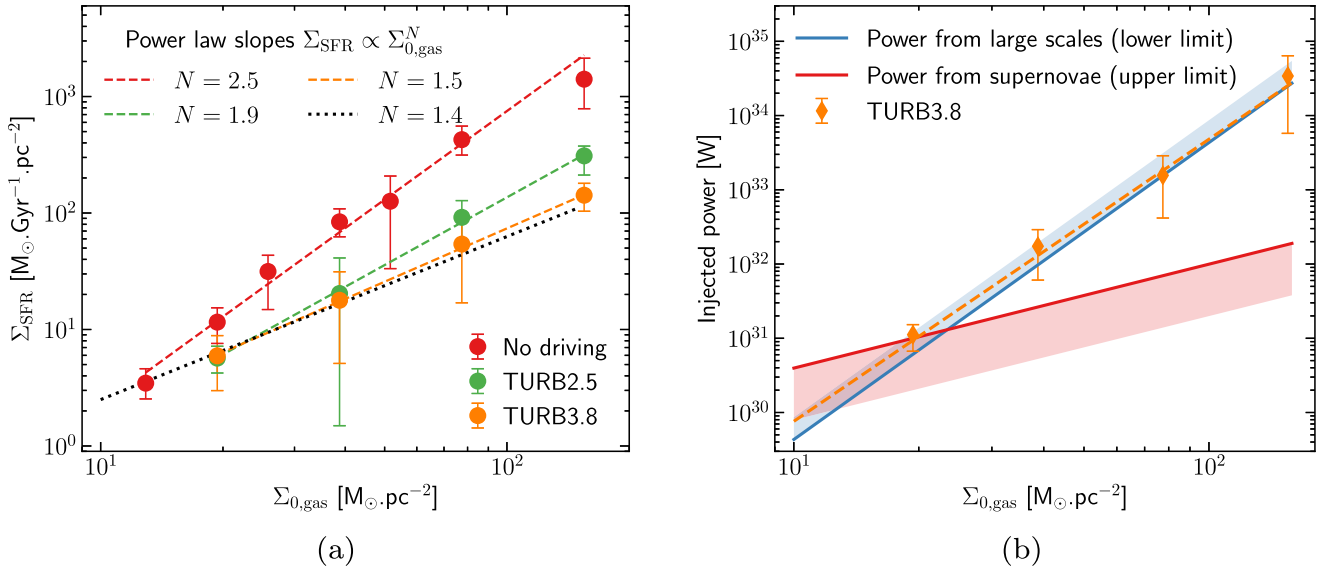 Power law slopes Σ_SFR ∝ Σ_{0,gas}^N
N = 2.5
N = 1.5
N = 1.9
N = 1.4
No driving
TURB2.5
TURB3.8
Σ_SFR [M_⊙.Gyr^{−1}.pc^{−2}]
10^3
10^2
10^1
10^0
10^1
10^2
Σ_{0,gas} [M_⊙.pc^{−2}]
(a)
Power from large scales (lower limit)
Power from supernovae (upper limit)
TURB3.8
Injected power [W]
10^35
10^34
10^33
10^32
10^31
10^30
10^1
10^2
Σ_{0,gas} [M_⊙.pc^{−2}]
(b)